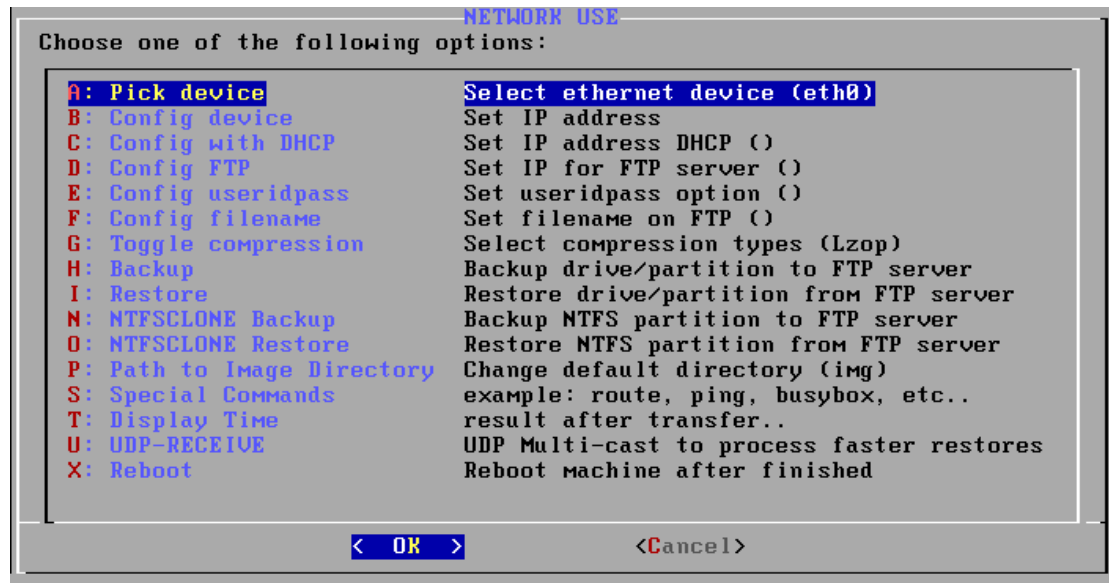 NETWORK USE
Choose one of the following options:
A: Pick device Select ethernet device (eth0)
B: Config device Set IP address
C: Config with DHCP Set IP address DHCP ()
D: Config FTP Set IP for FTP server ()
E: Config useridpass Set useridpass option ()
F: Config filename Set filename on FTP ()
G: Toggle compression Select compression types (Lzop)
H: Backup Backup drive/partition to FTP server
I: Restore Restore drive/partition from FTP server
N: NTFSCLONE Backup Backup NTFS partition to FTP server
O: NTFSCLONE Restore Restore NTFS partition from FTP server
P: Path to Image Directory Change default directory (img)
S: Special Commands example: route, ping, busybox, etc..
T: Display Time result after transfer..
U: UDP-RECEIVE UDP Multi-cast to process faster restores
X: Reboot Reboot machine after finished
< OK > <Cancel>